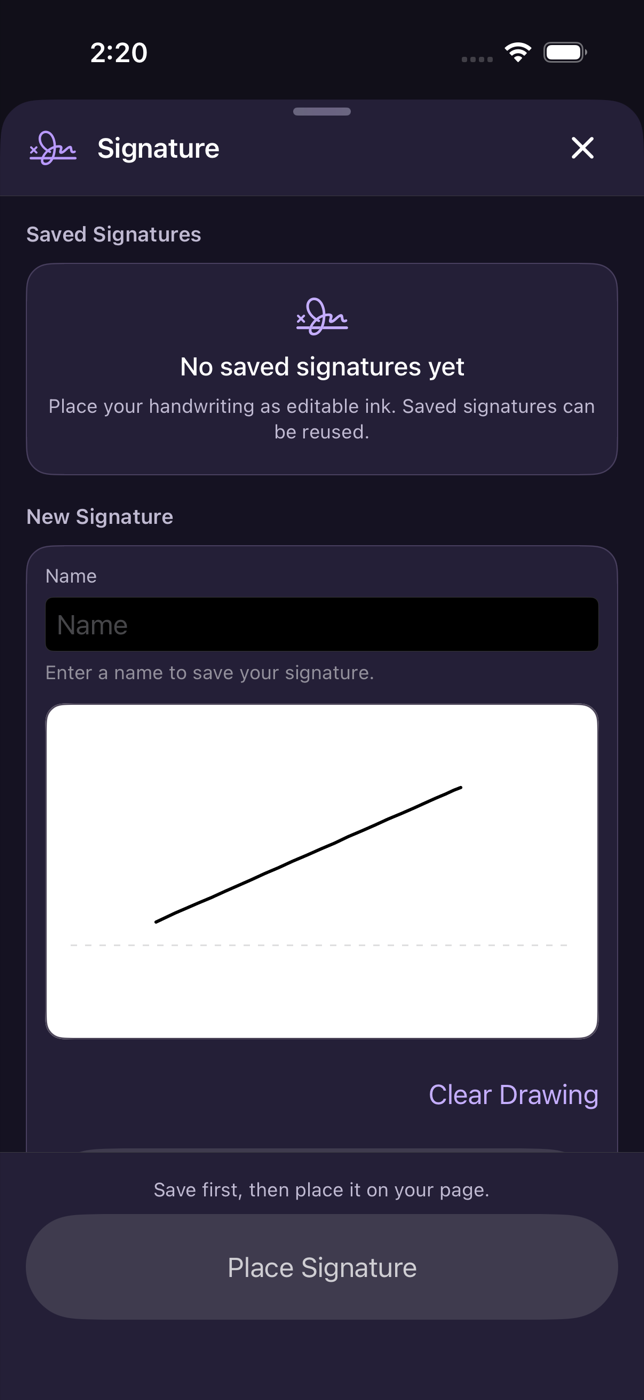 2:20
Signature
Saved Signatures
No saved signatures yet
Place your handwriting as editable ink. Saved signatures can
be reused.
New Signature
Name
Name
Enter a name to save your signature.
Clear Drawing
Save first, then place it on your page.
Place Signature